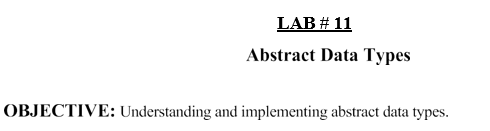 LAB # 11
Abstract Data Types
OBJECTIVE: Understanding and implementing abstract data types.